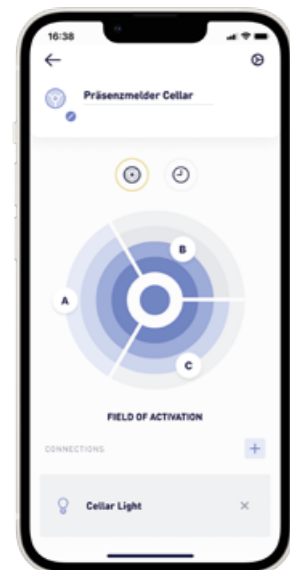 16:38
Präsenzmelder Cellar
B
A
C
FIELD OF ACTIVATION
CONNECTIONS
Cellar Light